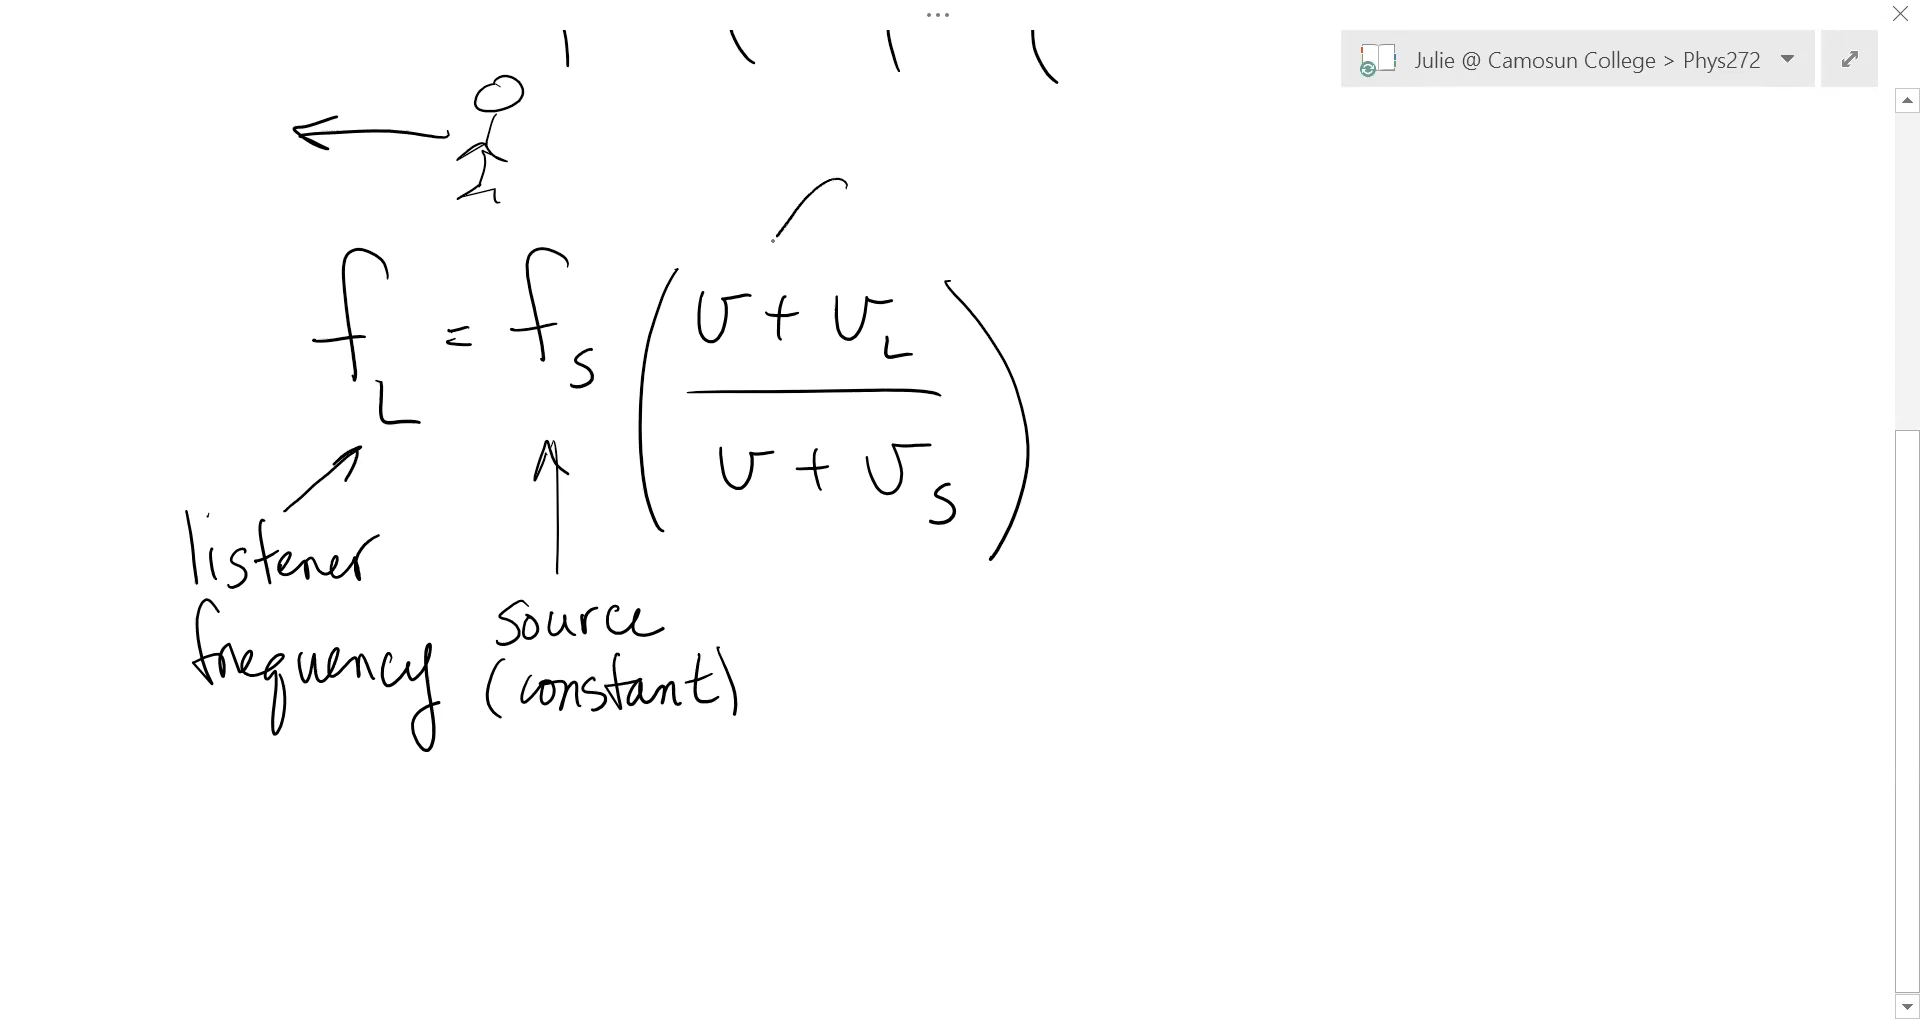 Julie @ Camosun College > Phys272
f_L = f_S ( (v + v_L) / (v + v_S) )
listener
frequency
source
(constant)